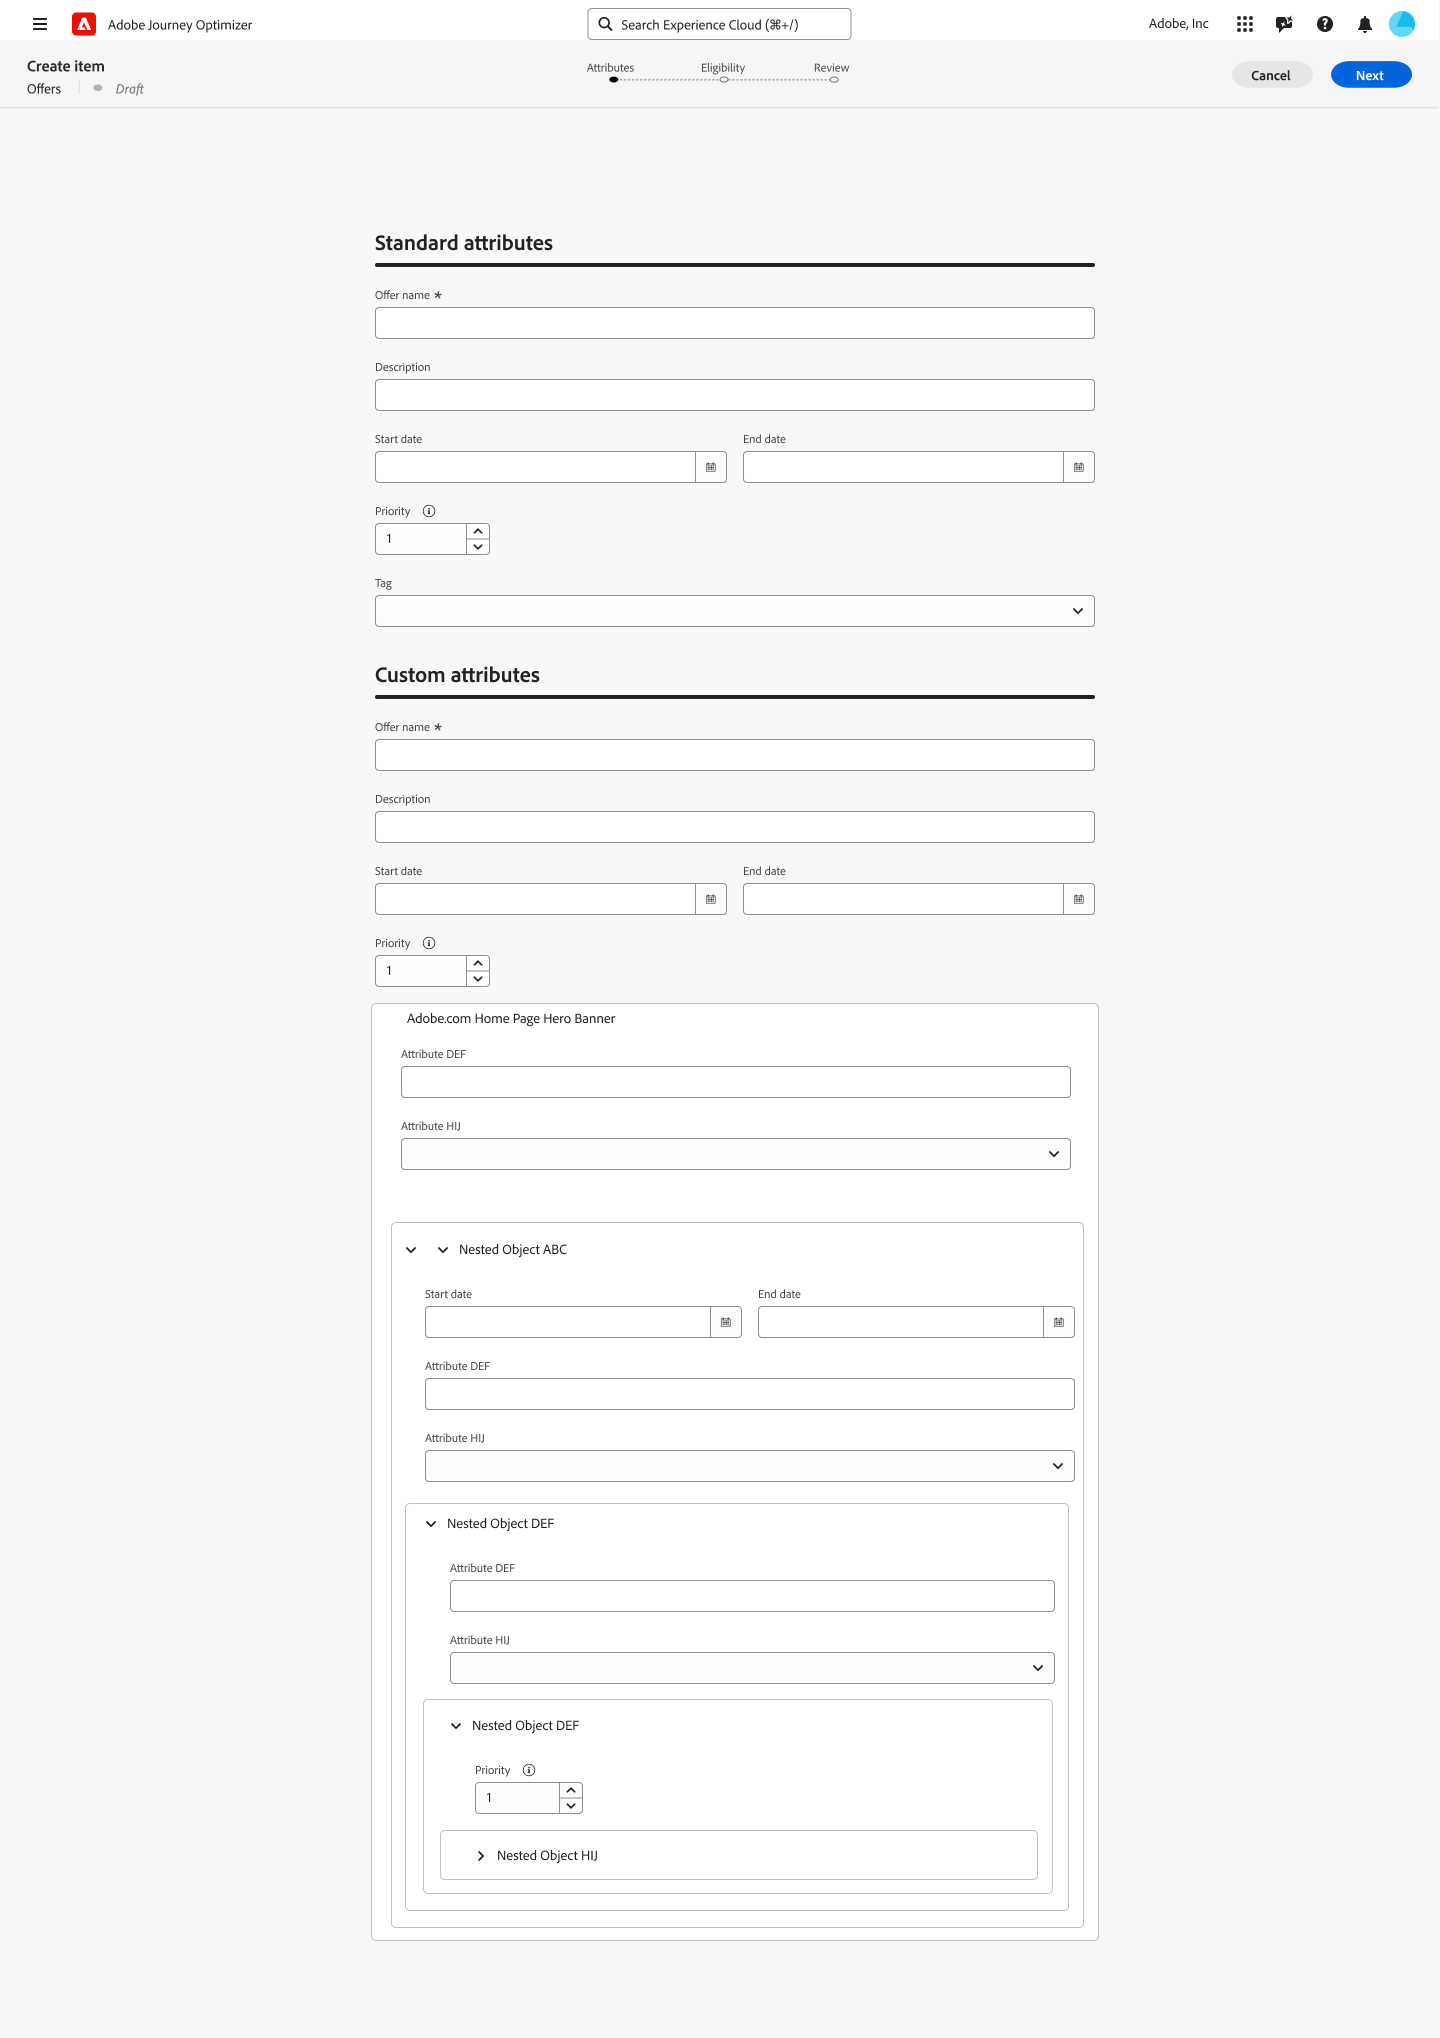 Adobe Journey Optimizer
Search Experience Cloud (⌘+/)
Adobe, Inc
Create item
Offers
Draft
Attributes
Eligibility
Review
Cancel
Next
Standard attributes
Offer name *
Description
Start date
End date
Priority
1
Tag
Custom attributes
Offer name *
Description
Start date
End date
Priority
1
Adobe.com Home Page Hero Banner
Attribute DEF
Attribute HIJ
Nested Object ABC
Start date
End date
Attribute DEF
Attribute HIJ
Nested Object DEF
Attribute DEF
Attribute HIJ
Nested Object DEF
Priority
1
Nested Object HIJ